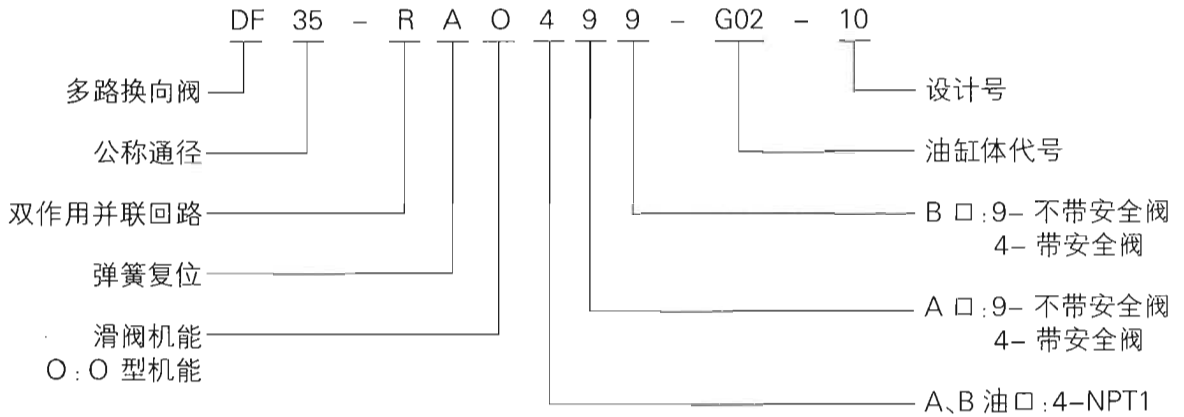 DF 35 - R A O 4 9 9 - G02 - 10
多路换向阀
设计号
公称通径
油缸体代号
双作用并联回路
B 口:9- 不带安全阀
4- 带安全阀
弹簧复位
A 口:9- 不带安全阀
4- 带安全阀
滑阀机能
O:O 型机能
A、B 油口:4-NPT1